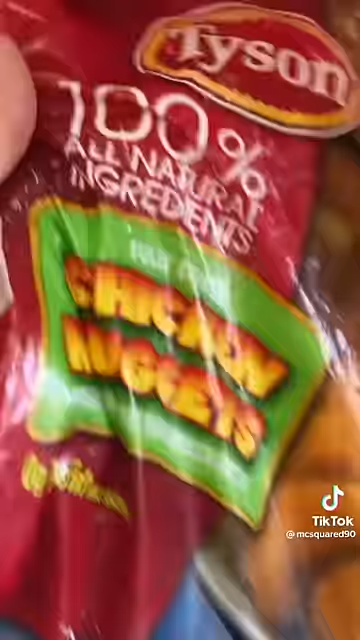 Tyson
100%
ALL NATURAL
INGREDIENTS
CHICKEN
NUGGETS
TikTok
@mcsquared90